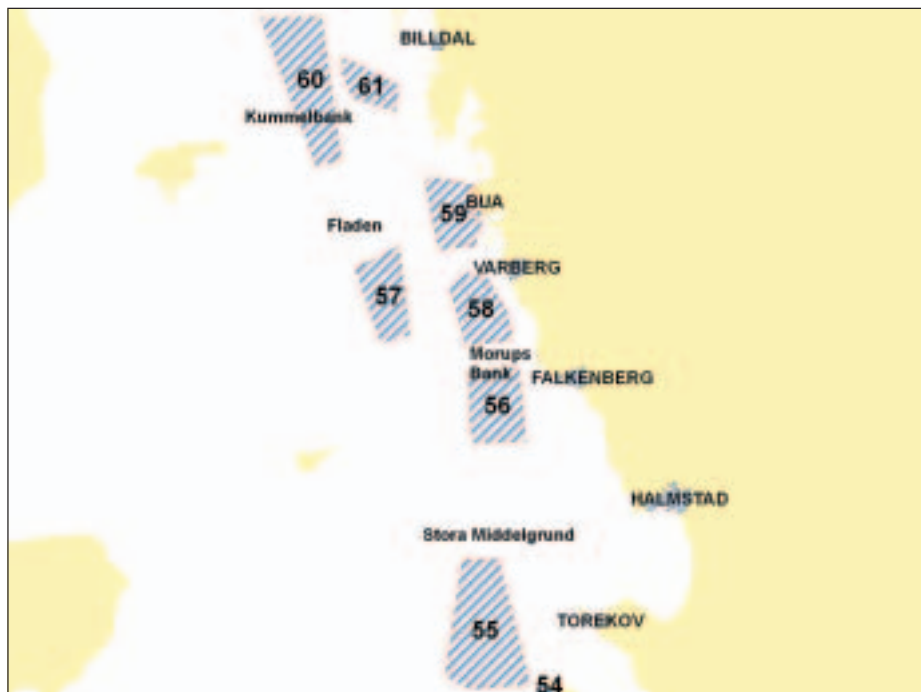 BILLDAL
60
61
Kummelbank
59
BUA
Fladen
VARBERG
57
58
Morups
Bank
FALKENBERG
56
HALMSTAD
Stora Middelgrund
TOREKOV
55
54